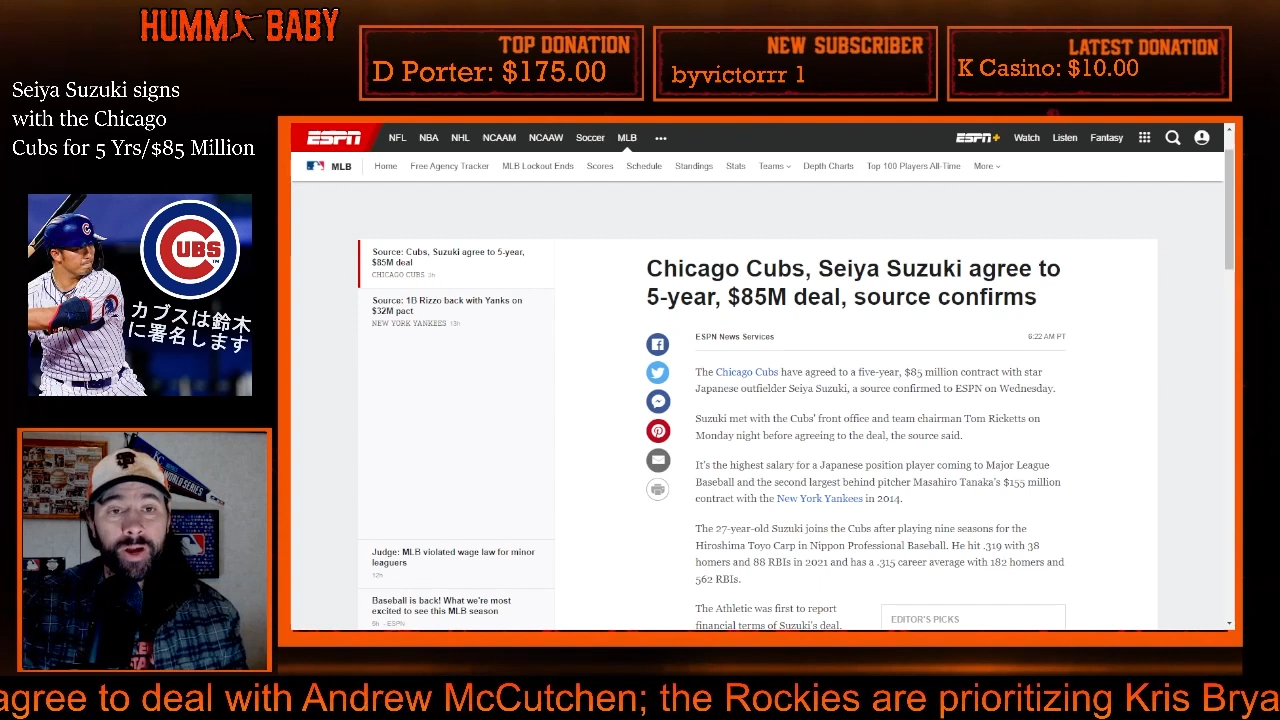 HUMM BABY
TOP DONATION
D Porter: $175.00
NEW SUBSCRIBER
byvictorrr 1
LATEST DONATION
K Casino: $10.00
Seiya Suzuki signs
with the Chicago
Cubs for 5 Yrs/$85 Million
CUBS
カブスは鈴木
に署名します
WORLD SERIES
ESPN NFL NBA NHL NCAAM NCAAW Soccer MLB ••• ESPN+ Watch Listen Fantasy
MLB Home Free Agency Tracker MLB Lockout Ends Scores Schedule Standings Stats Teams Depth Charts Top 100 Players All-Time More
Source: Cubs, Suzuki agree to 5-year,
$85M deal
CHICAGO CUBS 3h
Source: 1B Rizzo back with Yanks on
$32M pact
NEW YORK YANKEES 13h
Judge: MLB violated wage law for minor
leaguers
12h
Baseball is back! What we're most
excited to see this MLB season
5h - ESPN
Chicago Cubs, Seiya Suzuki agree to
5-year, $85M deal, source confirms
ESPN News Services 6:22 AM PT
The Chicago Cubs have agreed to a five-year, $85 million contract with star
Japanese outfielder Seiya Suzuki, a source confirmed to ESPN on Wednesday.
Suzuki met with the Cubs' front office and team chairman Tom Ricketts on
Monday night before agreeing to the deal, the source said.
It's the highest salary for a Japanese position player coming to Major League
Baseball and the second largest behind pitcher Masahiro Tanaka's $155 million
contract with the New York Yankees in 2014.
The 27-year-old Suzuki joins the Cubs after playing nine seasons for the
Hiroshima Toyo Carp in Nippon Professional Baseball. He hit .319 with 38
homers and 88 RBIs in 2021 and has a .315 career average with 182 homers and
562 RBIs.
The Athletic was first to report
financial terms of Suzuki's deal.
EDITOR'S PICKS
agree to deal with Andrew McCutchen; the Rockies are prioritizing Kris Brya